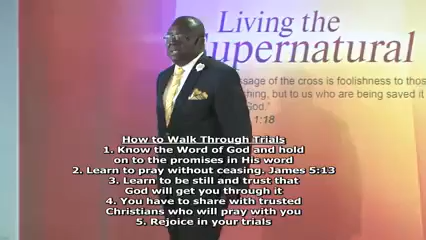 Living the
Supernatural
ssage of the cross is foolishness to thos
shing, but to us who are being saved it
God.'
1:18
How to Walk Through Trials
1. Know the Word of God and hold
on to the promises in His word
2. Learn to pray without ceasing. James 5:13
3. Learn to be still and trust that
God will get you through it
4. You have to share with trusted
Christians who will pray with you
5. Rejoice in your trials